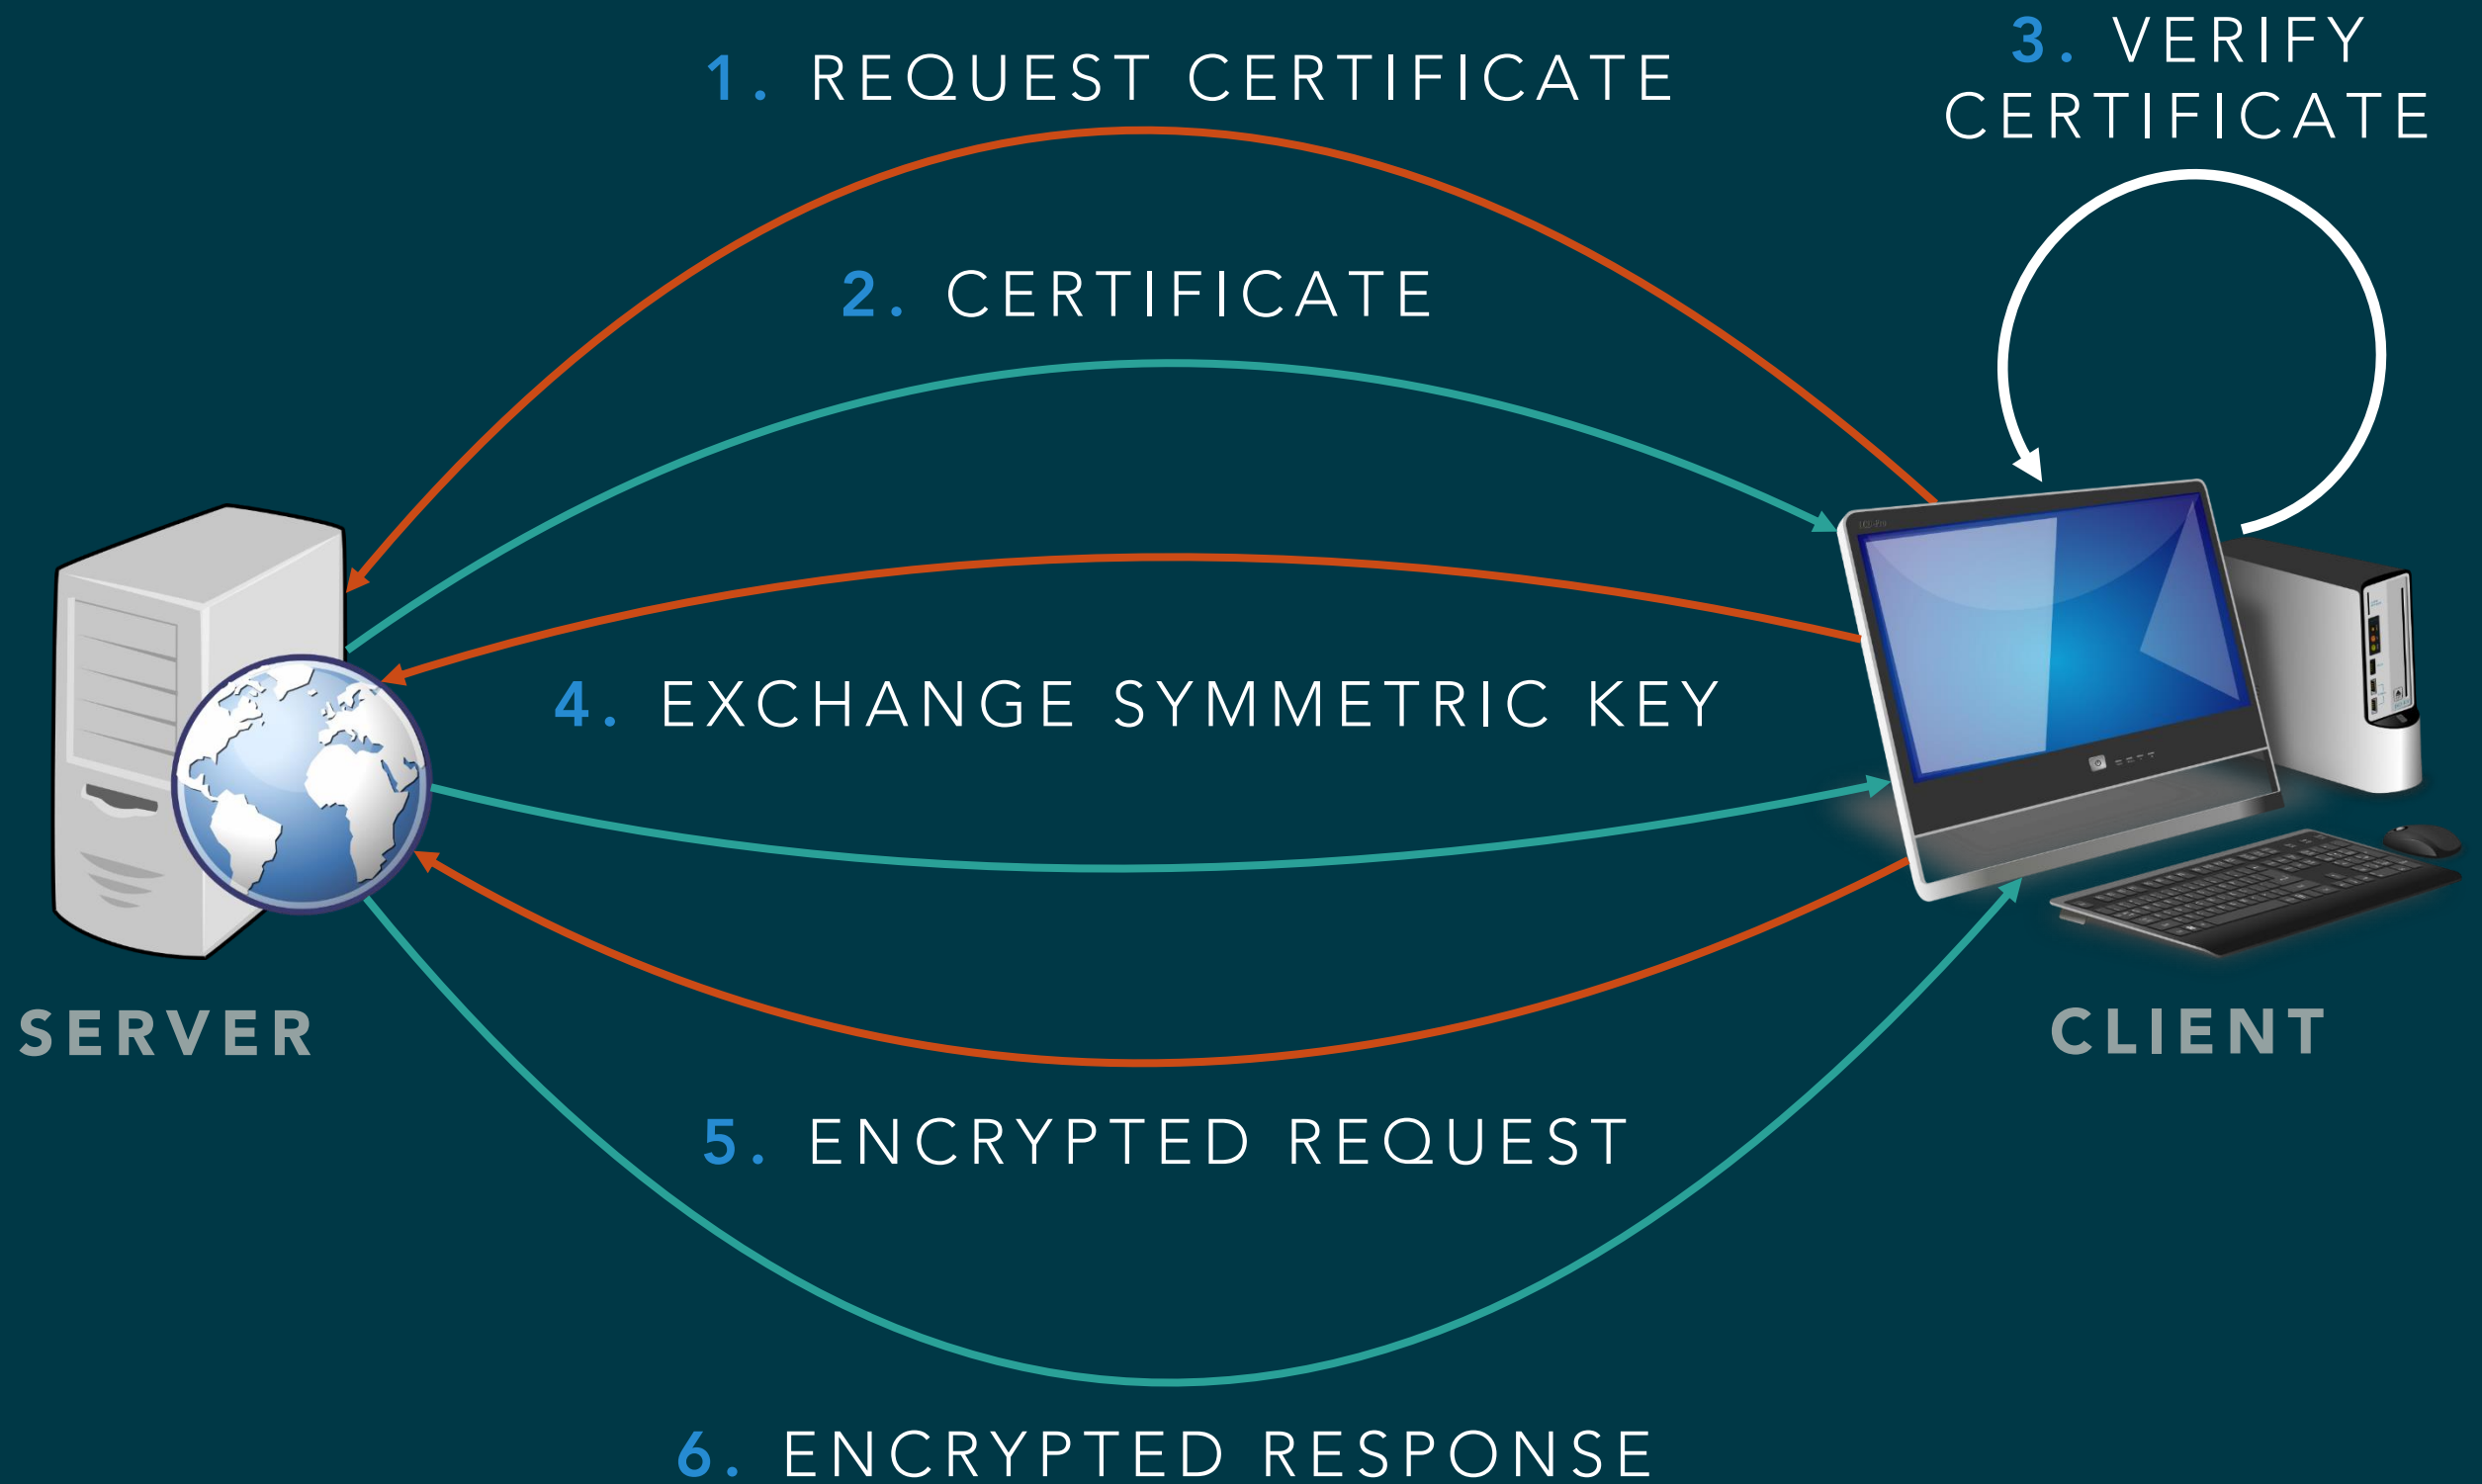 1. REQUEST CERTIFICATE
3. VERIFY
CERTIFICATE
2. CERTIFICATE
4. EXCHANGE SYMMETRIC KEY
SERVER
CLIENT
5. ENCRYPTED REQUEST
6. ENCRYPTED RESPONSE